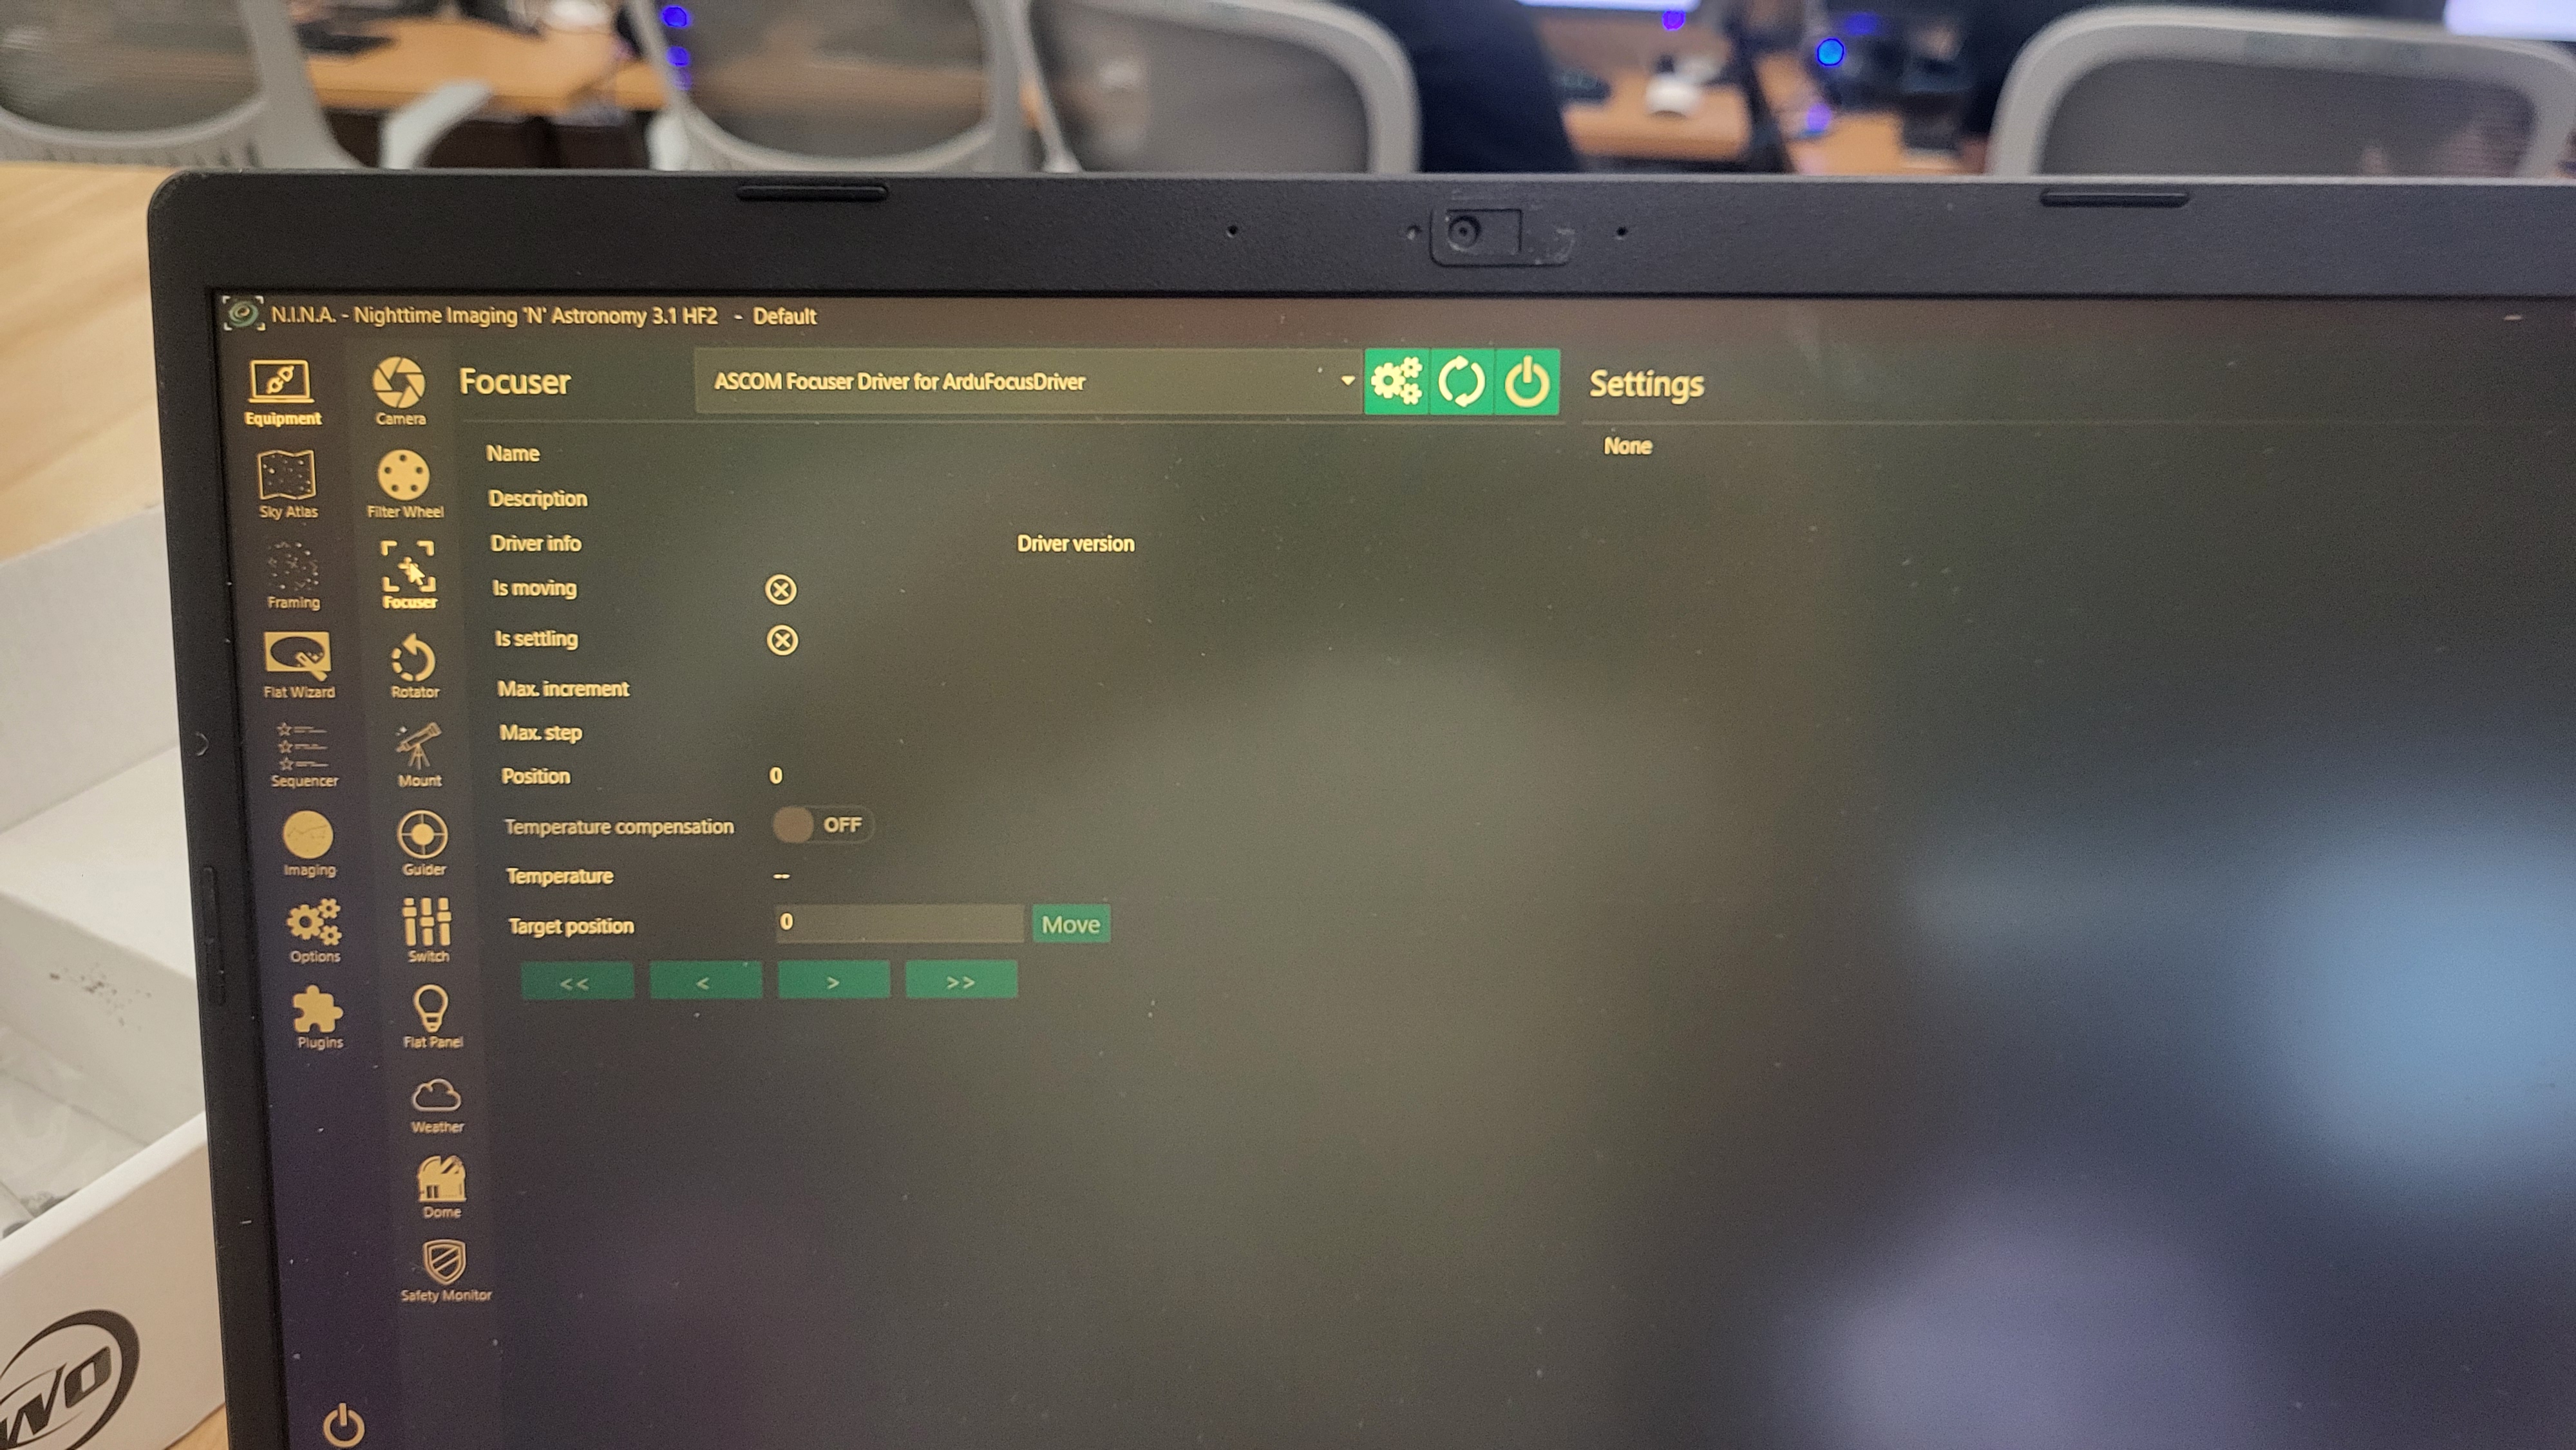 N.I.N.A. - Nighttime Imaging 'N' Astronomy 3.1 HF2 - Default
Equipment
Sky Atlas
Framing
Flat Wizard
Sequencer
Imaging
Options
Plugins
Camera
Filter Wheel
Focuser
Rotator
Mount
Guider
Switch
Flat Panel
Weather
Dome
Safety Monitor
Focuser
ASCOM Focuser Driver for ArduFocusDriver
Name
Description
Driver info
Driver version
Is moving
Is settling
Max. increment
Max. step
Position 0
Temperature compensation OFF
Temperature --
Target position 0 Move
<< < > >>
Settings
None